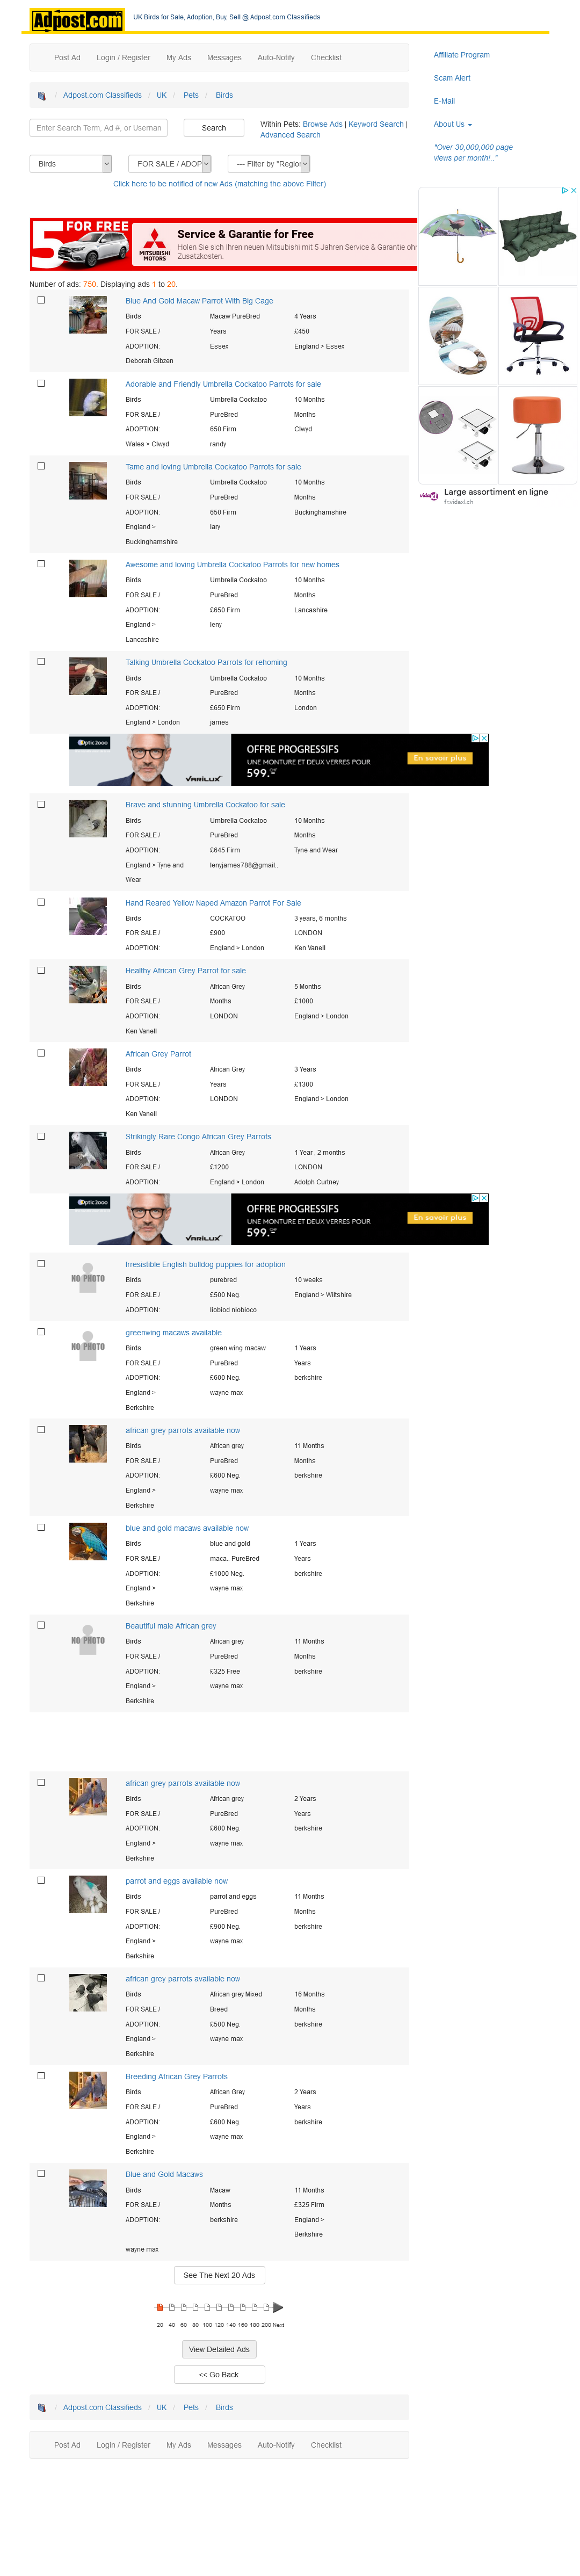 Adpost.com
UK Birds for Sale, Adoption, Buy, Sell @ Adpost.com Classifieds
Post Ad Login / Register My Ads Messages Auto-Notify Checklist
Affiliate Program
Scam Alert
E-Mail
About Us
"Over 30,000,000 page
views per month!.."
/ Adpost.com Classifieds / UK / Pets / Birds
Enter Search Term, Ad #, or Usernam
Search
Within Pets: Browse Ads | Keyword Search |
Advanced Search
Birds
FOR SALE / ADOP
--- Filter by "Region
Click here to be notified of new Ads (matching the above Filter)
5 FOR FREE
MITSUBISHI
MOTORS
Service & Garantie for Free
Holen Sie sich Ihren neuen Mitsubishi mit 5 Jahren Service & Garantie ohr
Zusatzkosten.
vidaXL
Large assortiment en ligne
fr.vidaxl.ch
Number of ads: 750. Displaying ads 1 to 20.
Blue And Gold Macaw Parrot With Big Cage
Birds Macaw PureBred 4 Years
FOR SALE / Years £450
ADOPTION: Essex England > Essex
Deborah Gibzen
Adorable and Friendly Umbrella Cockatoo Parrots for sale
Birds Umbrella Cockatoo 10 Months
FOR SALE / PureBred Months
ADOPTION: 650 Firm Clwyd
Wales > Clwyd randy
Tame and loving Umbrella Cockatoo Parrots for sale
Birds Umbrella Cockatoo 10 Months
FOR SALE / PureBred Months
ADOPTION: 650 Firm Buckinghamshire
England > lary
Buckinghamshire
Awesome and loving Umbrella Cockatoo Parrots for new homes
Birds Umbrella Cockatoo 10 Months
FOR SALE / PureBred Months
ADOPTION: £650 Firm Lancashire
England > leny
Lancashire
Talking Umbrella Cockatoo Parrots for rehoming
Birds Umbrella Cockatoo 10 Months
FOR SALE / PureBred Months
ADOPTION: £650 Firm London
England > London james
Optic 2000
VARILUX
OFFRE PROGRESSIFS
UNE MONTURE ET DEUX VERRES POUR
599.- CHF
En savoir plus
Brave and stunning Umbrella Cockatoo for sale
Birds Umbrella Cockatoo 10 Months
FOR SALE / PureBred Months
ADOPTION: £645 Firm Tyne and Wear
England > Tyne and lenyjames788@gmail..
Wear
Hand Reared Yellow Naped Amazon Parrot For Sale
Birds COCKATOO 3 years, 6 months
FOR SALE / £900 LONDON
ADOPTION: England > London Ken Vanell
Healthy African Grey Parrot for sale
Birds African Grey 5 Months
FOR SALE / Months £1000
ADOPTION: LONDON England > London
Ken Vanell
African Grey Parrot
Birds African Grey 3 Years
FOR SALE / Years £1300
ADOPTION: LONDON England > London
Ken Vanell
Strikingly Rare Congo African Grey Parrots
Birds African Grey 1 Year , 2 months
FOR SALE / £1200 LONDON
ADOPTION: England > London Adolph Curtney
Optic 2000
VARILUX
OFFRE PROGRESSIFS
UNE MONTURE ET DEUX VERRES POUR
599.- CHF
En savoir plus
Irresistible English bulldog puppies for adoption
NO PHOTO
Birds purebred 10 weeks
FOR SALE / £500 Neg. England > Wiltshire
ADOPTION: liobiod niobioco
greenwing macaws available
NO PHOTO
Birds green wing macaw 1 Years
FOR SALE / PureBred Years
ADOPTION: £600 Neg. berkshire
England > wayne max
Berkshire
african grey parrots available now
Birds African grey 11 Months
FOR SALE / PureBred Months
ADOPTION: £600 Neg. berkshire
England > wayne max
Berkshire
blue and gold macaws available now
Birds blue and gold 1 Years
FOR SALE / maca.. PureBred Years
ADOPTION: £1000 Neg. berkshire
England > wayne max
Berkshire
Beautiful male African grey
NO PHOTO
Birds African grey 11 Months
FOR SALE / PureBred Months
ADOPTION: £325 Free berkshire
England > wayne max
Berkshire
african grey parrots available now
Birds African grey 2 Years
FOR SALE / PureBred Years
ADOPTION: £600 Neg. berkshire
England > wayne max
Berkshire
parrot and eggs available now
Birds parrot and eggs 11 Months
FOR SALE / PureBred Months
ADOPTION: £900 Neg. berkshire
England > wayne max
Berkshire
african grey parrots available now
Birds African grey Mixed 16 Months
FOR SALE / Breed Months
ADOPTION: £500 Neg. berkshire
England > wayne max
Berkshire
Breeding African Grey Parrots
Birds African Grey 2 Years
FOR SALE / PureBred Years
ADOPTION: £600 Neg. berkshire
England > wayne max
Berkshire
Blue and Gold Macaws
Birds Macaw 11 Months
FOR SALE / Months £325 Firm
ADOPTION: berkshire England >
Berkshire
wayne max
See The Next 20 Ads
20 40 60 80 100 120 140 160 180 200 Next
View Detailed Ads
<< Go Back
/ Adpost.com Classifieds / UK / Pets / Birds
Post Ad Login / Register My Ads Messages Auto-Notify Checklist